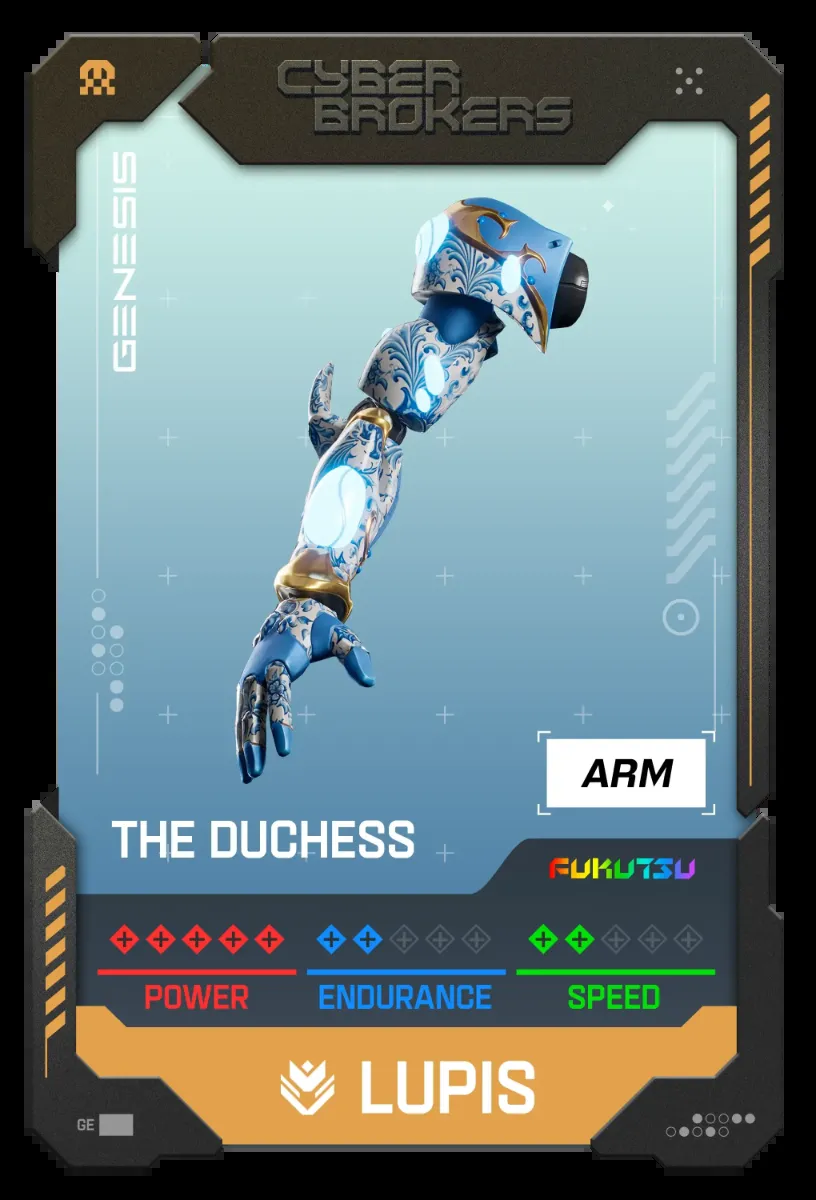 CYBER
BROKERS
GENESIS
ARM
THE DUCHESS
FUKUTSU
POWER
ENDURANCE
SPEED
LUPIS
GE